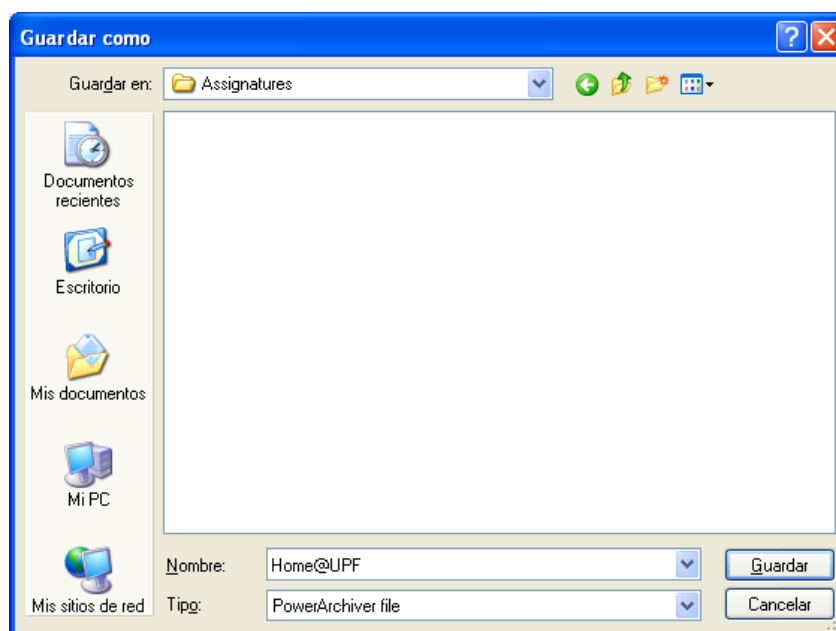 Guardar como
Guardar en:
Assignatures
Documentos
recientes
Escritorio
Mis documentos
Mi PC
Mis sitios de red
Nombre:
Home@UPF
Guardar
Tipo:
PowerArchiver file
Cancelar